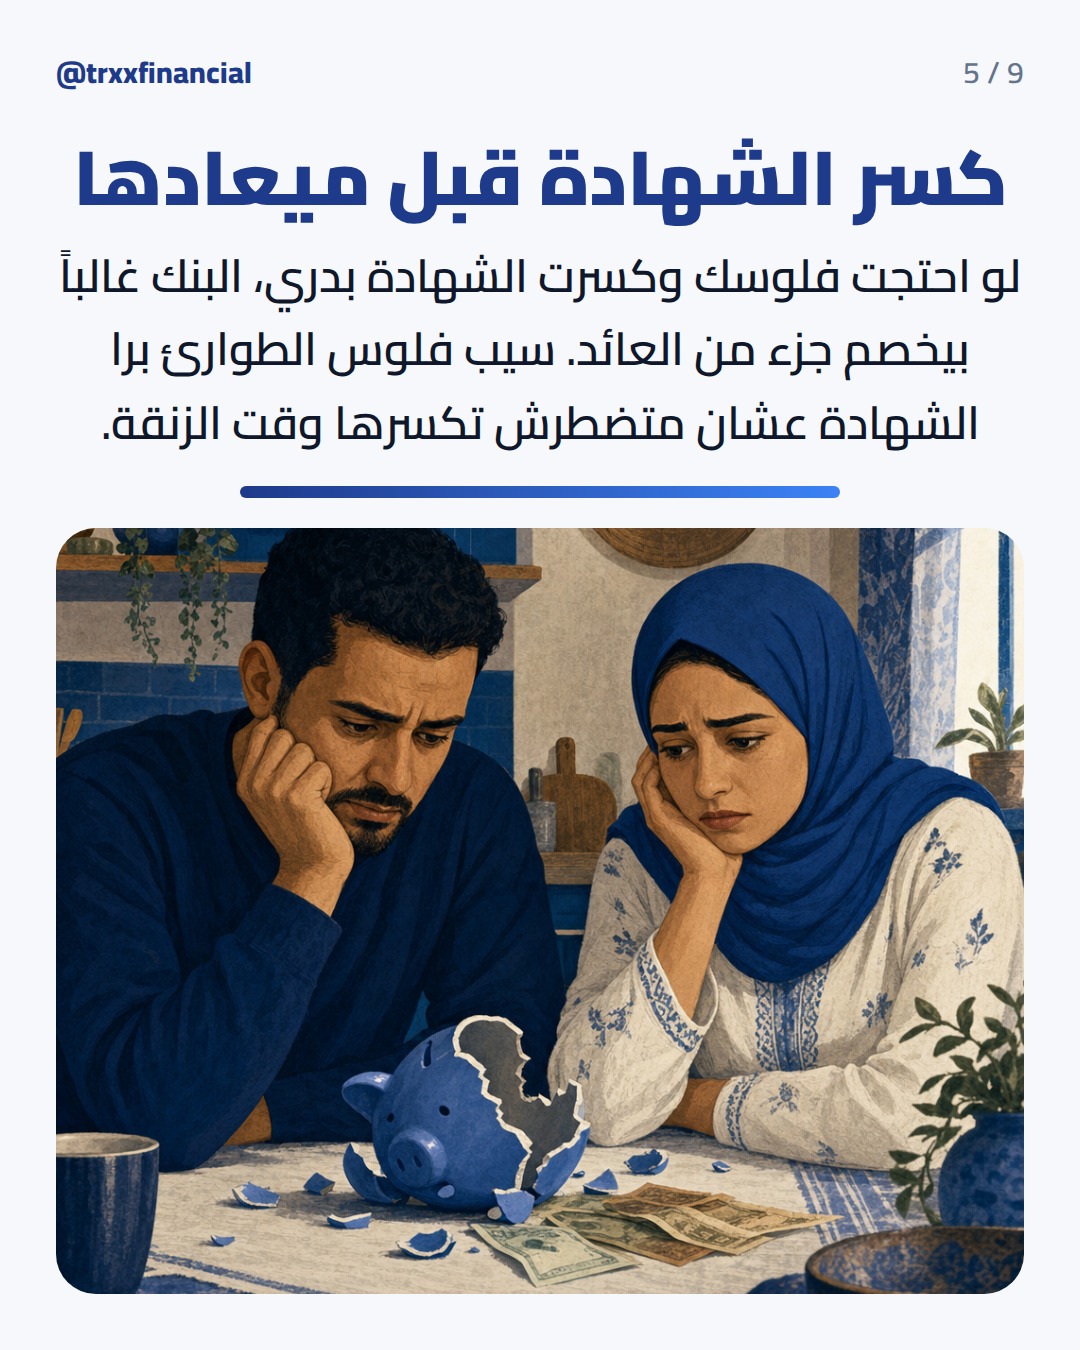 @trxxfinancial
5 / 9
كسر الشهادة قبل ميعادها
لو احتجت فلوسك وكسرت الشهادة بدري، البنك غالباً
بيخصم جزء من العائد. سيب فلوس الطوارئ برا
الشهادة عشان متضطرش تكسرها وقت الزنقة.